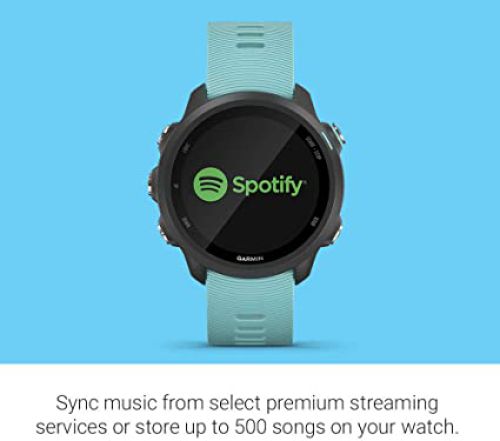 Spotify
GARMIN
Sync music from select premium streaming
services or store up to 500 songs on your watch.